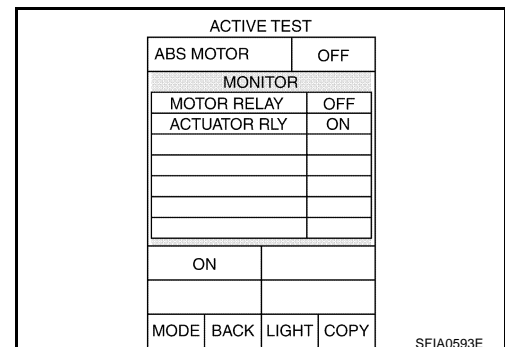 ACTIVE TEST
ABS MOTOR OFF
MONITOR
MOTOR RELAY OFF
ACTUATOR RLY ON
ON
MODE BACK LIGHT COPY
SFIA0593E